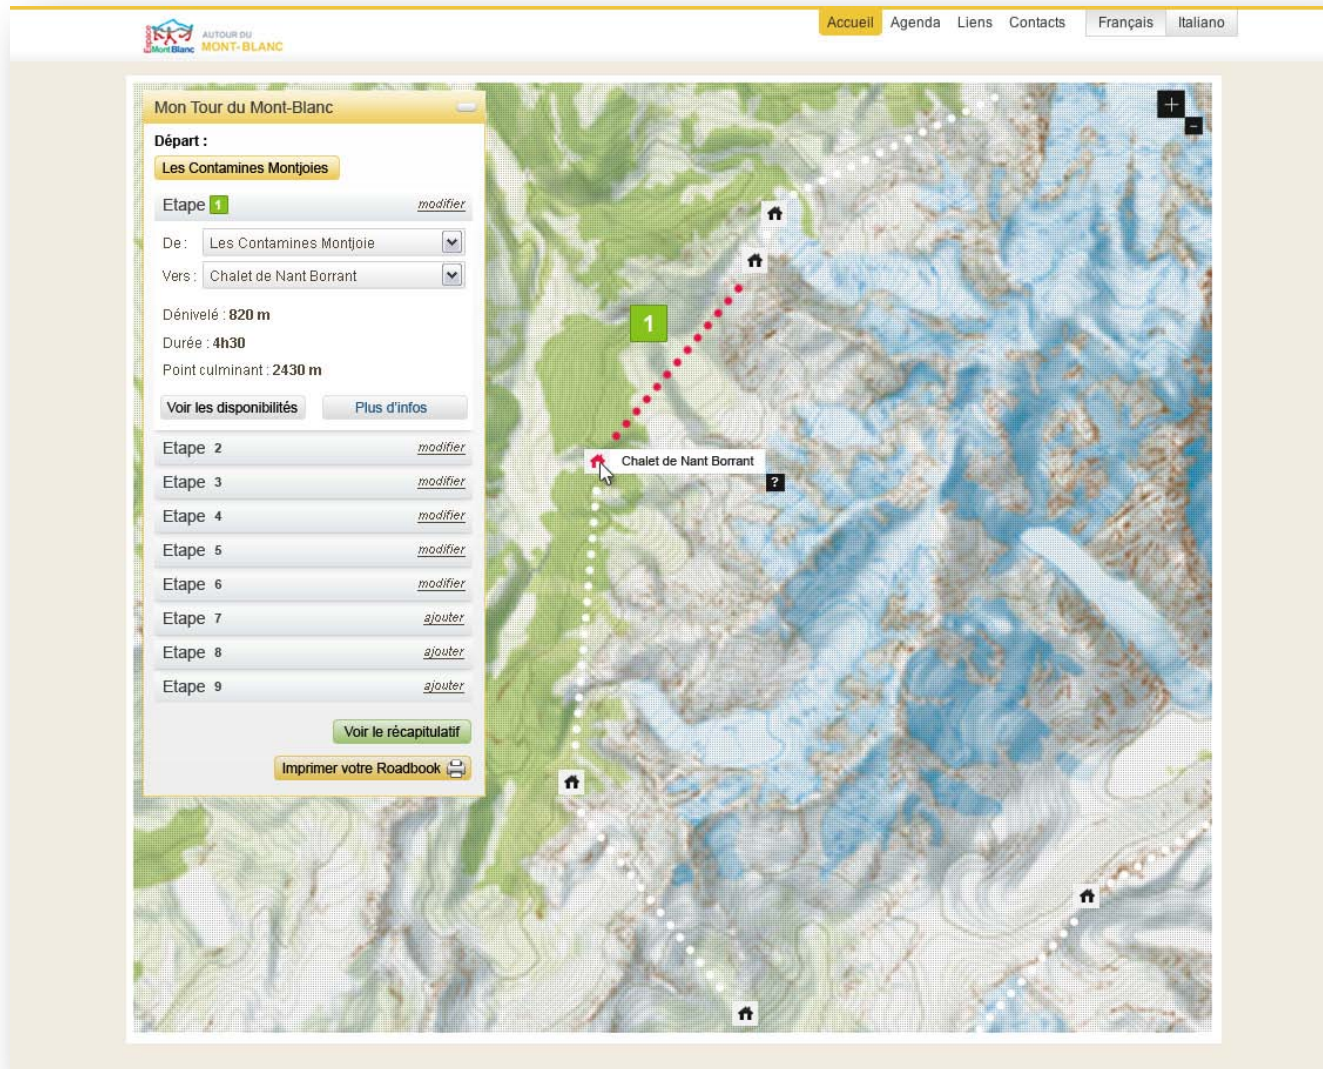 Espace
MontBlanc
AUTOUR DU
MONT-BLANC
Accueil Agenda Liens Contacts Français Italiano
Mon Tour du Mont-Blanc
Départ :
Les Contamines Montjoies
Etape 1 modifier
De : Les Contamines Montjoie
Vers : Chalet de Nant Borrant
Dénivelé : 820 m
Durée : 4h30
Point culminant : 2430 m
Voir les disponibilités Plus d'infos
Etape 2 modifier
Etape 3 modifier
Etape 4 modifier
Etape 5 modifier
Etape 6 modifier
Etape 7 ajouter
Etape 8 ajouter
Etape 9 ajouter
Voir le récapitulatif
Imprimer votre Roadbook
+
-
1
Chalet de Nant Borrant
?